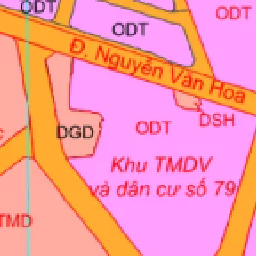 ODT
ODT
ODT
Đ. Nguyễn Văn Hoa
DSH
ODT
DGD
Khu TMDV
và dân cư số 79
TMD